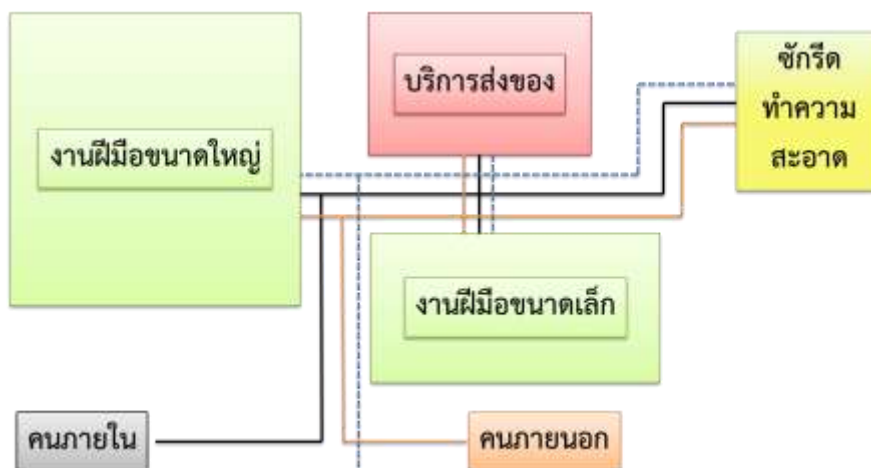 บริการส่งของ
ซักรีด
ทำความ
สะอาด
งานฝีมือขนาดใหญ่
งานฝีมือขนาดเล็ก
คนภายใน
คนภายนอก